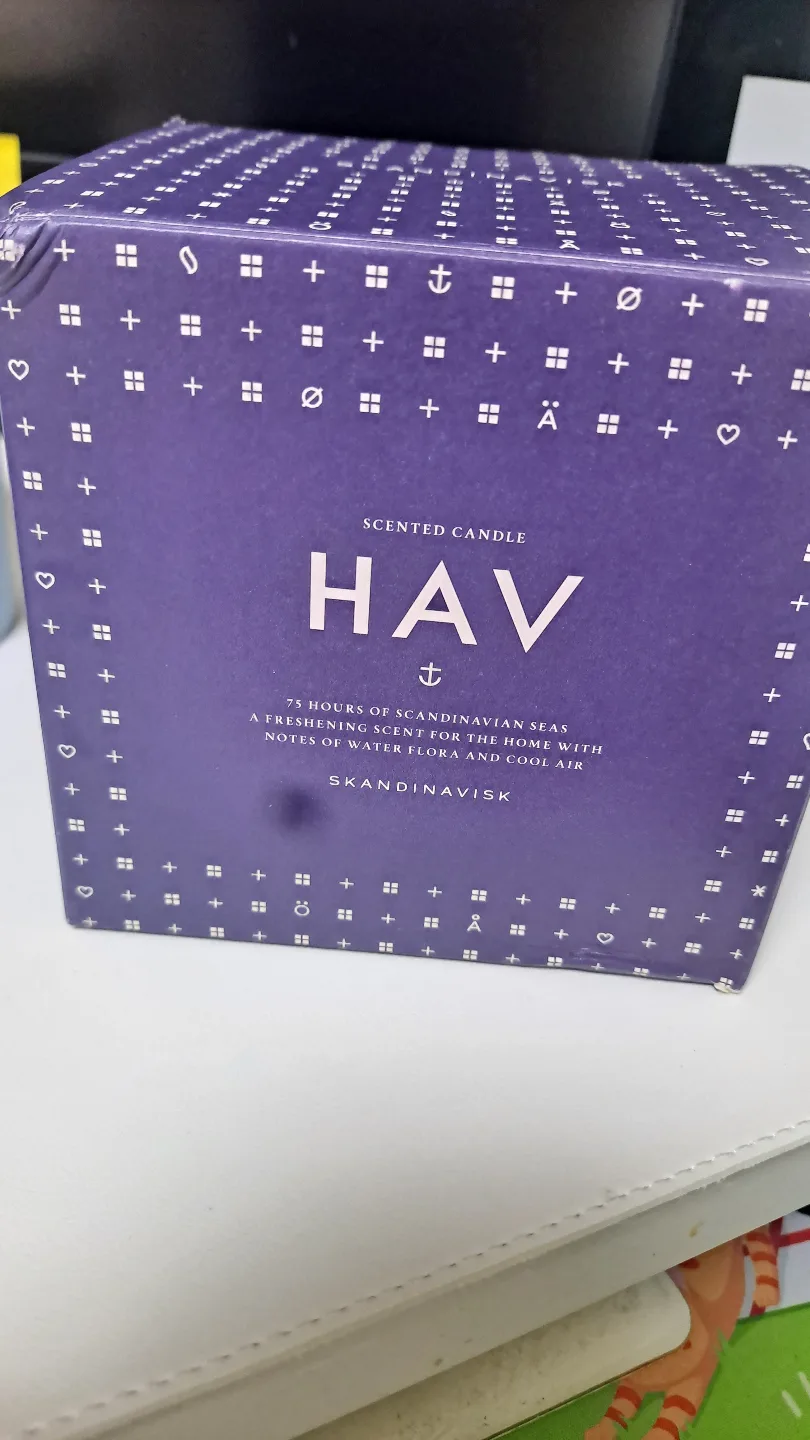 SCENTED CANDLE
HAV
75 HOURS OF SCANDINAVIAN SEAS
A FRESHENING SCENT FOR THE HOME WITH
NOTES OF WATER FLORA AND COOL AIR
SKANDINAVISK